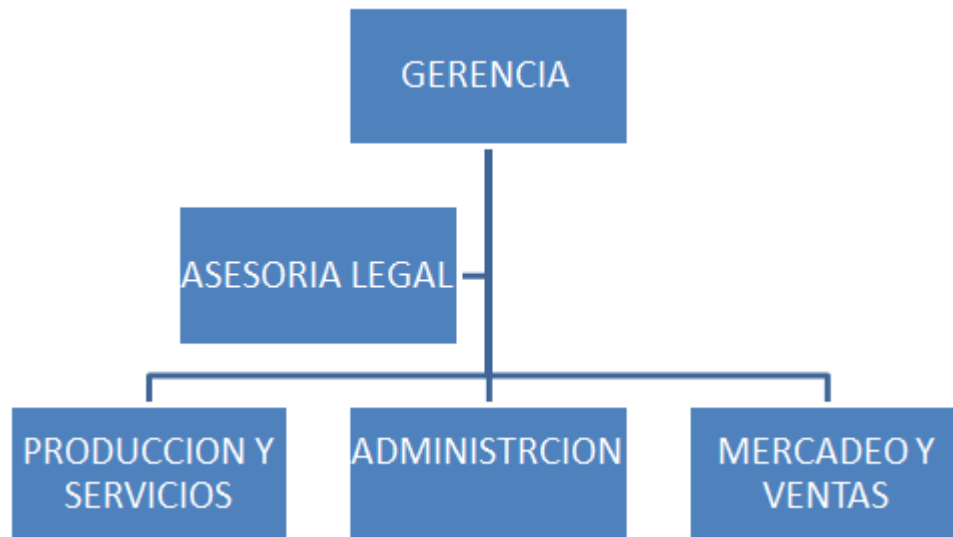 GERENCIA
ASESORIA LEGAL
PRODUCCION Y
SERVICIOS
ADMINISTRCION
MERCADEO Y
VENTAS